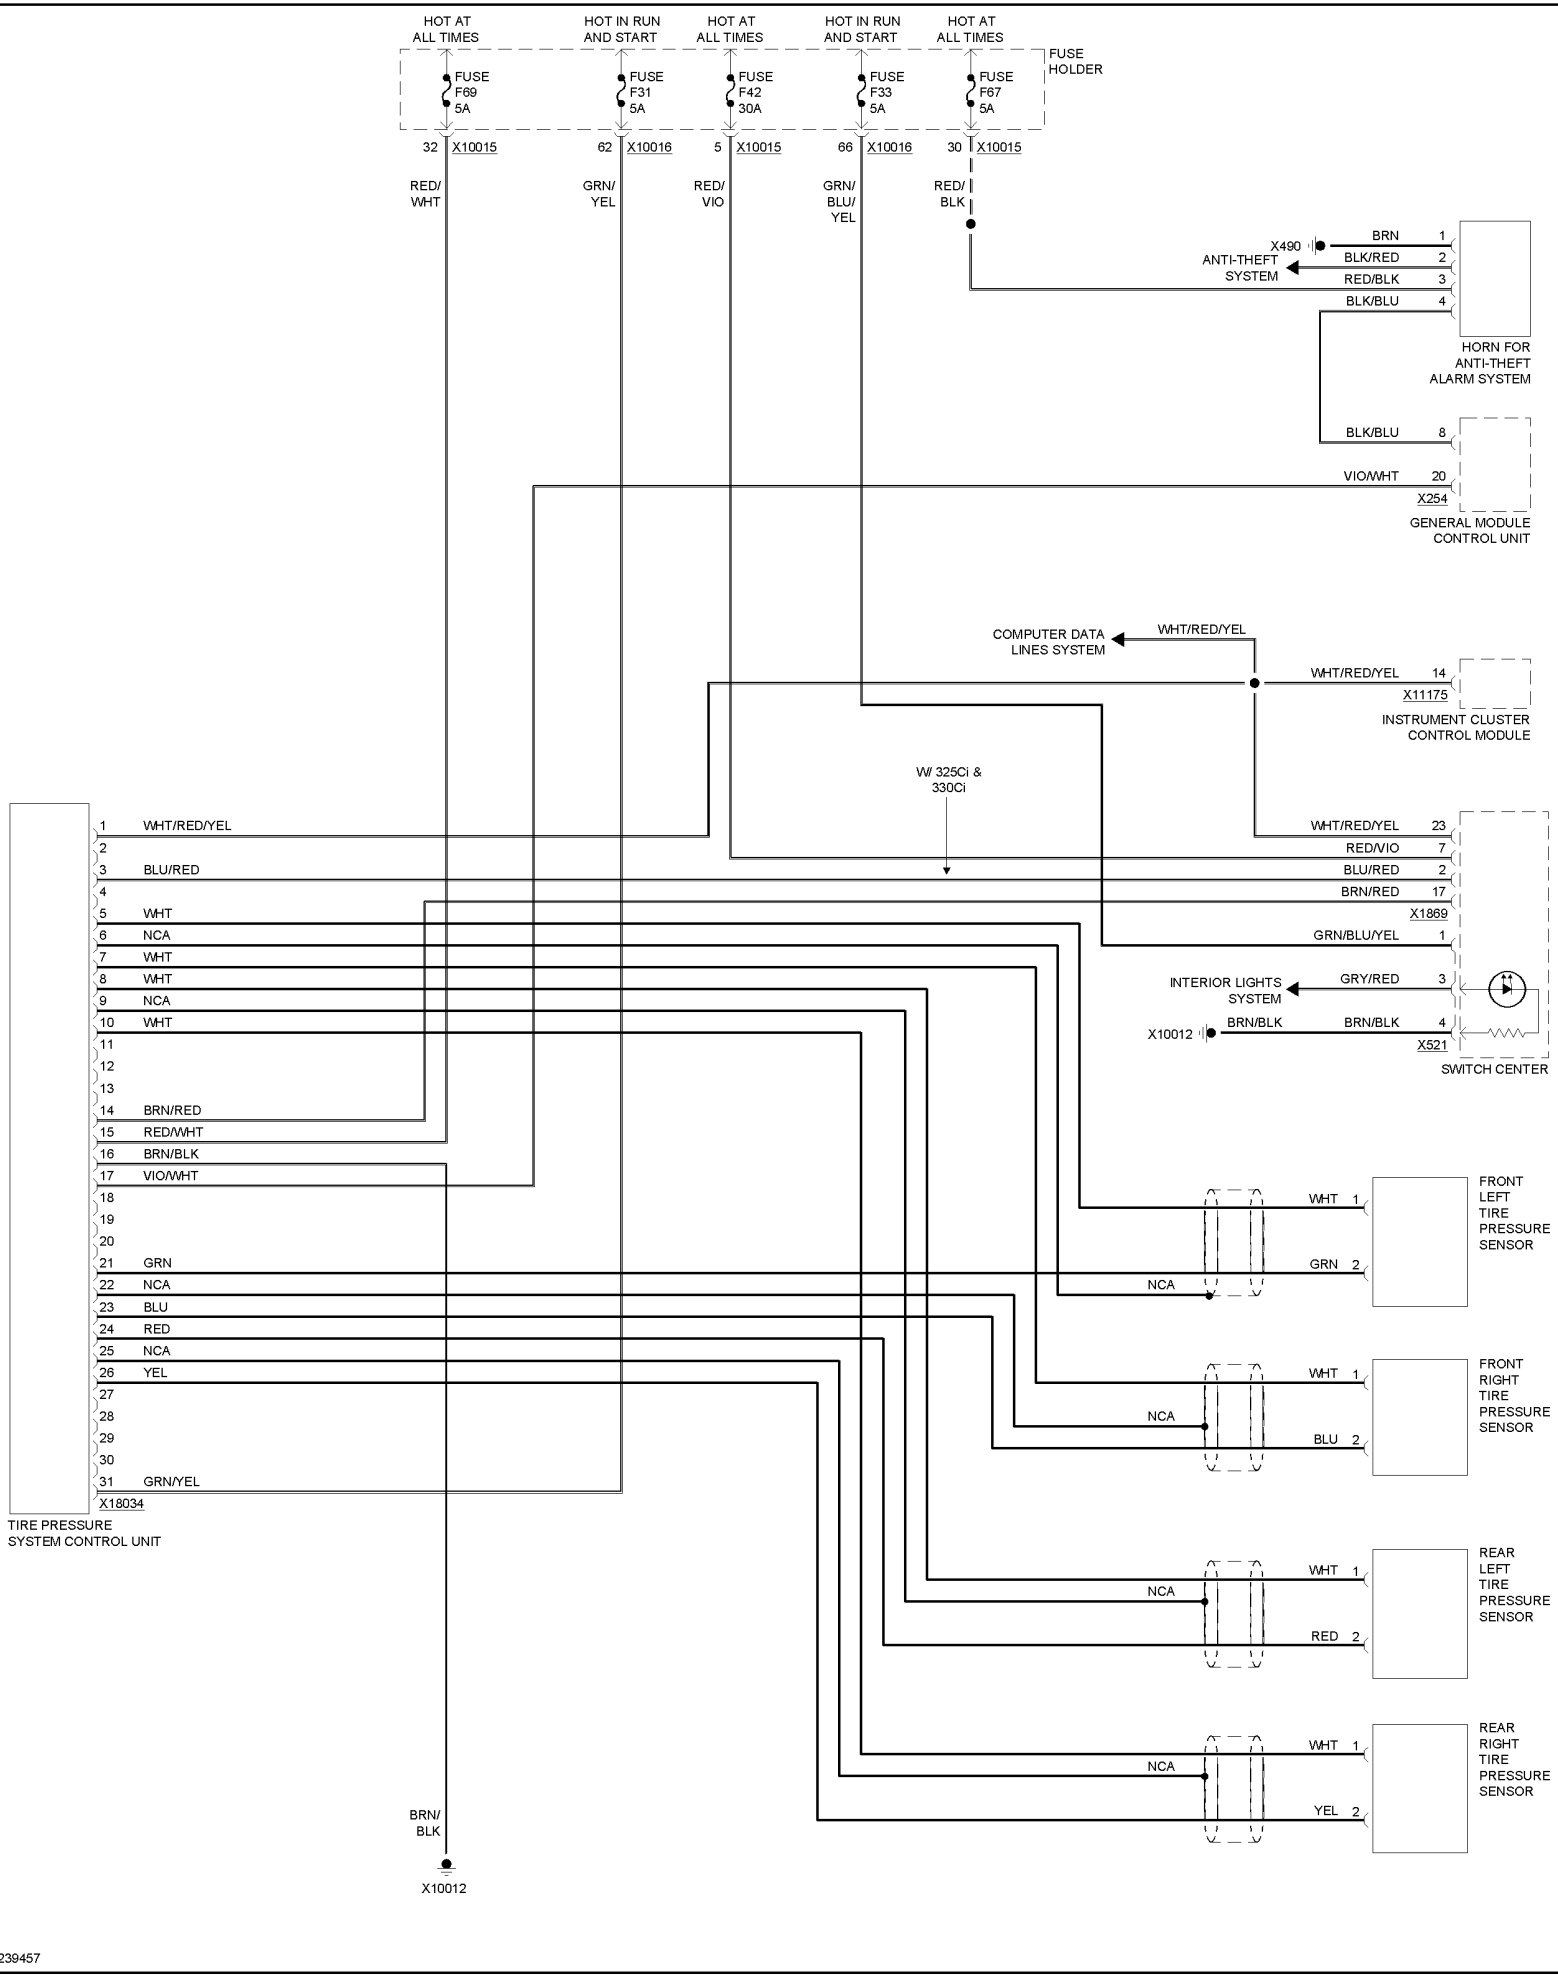 HOT AT
ALL TIMES
HOT IN RUN
AND START
HOT AT
ALL TIMES
HOT IN RUN
AND START
HOT AT
ALL TIMES
FUSE
HOLDER
FUSE
F69
5A
FUSE
F31
5A
FUSE
F42
30A
FUSE
F33
5A
FUSE
F67
5A
32 X10015
62 X10016
5 X10015
66 X10016
30 X10015
RED/
WHT
GRN/
YEL
RED/
VIO
GRN/
BLU/
YEL
RED/
BLK
X490
BRN 1
ANTI-THEFT
SYSTEM
BLK/RED 2
RED/BLK 3
BLK/BLU 4
HORN FOR
ANTI-THEFT
ALARM SYSTEM
BLK/BLU 8
VIO/WHT 20
X254
GENERAL MODULE
CONTROL UNIT
COMPUTER DATA
LINES SYSTEM
WHT/RED/YEL
WHT/RED/YEL 14
X11175
INSTRUMENT CLUSTER
CONTROL MODULE
W/ 325Ci &
330Ci
WHT/RED/YEL 23
RED/VIO 7
BLU/RED 2
BRN/RED 17
X1869
GRN/BLU/YEL 1
INTERIOR LIGHTS
SYSTEM
GRY/RED 3
X10012
BRN/BLK
BRN/BLK 4
X521
SWITCH CENTER
1 WHT/RED/YEL
2
3 BLU/RED
4
5 WHT
6 NCA
7 WHT
8 WHT
9 NCA
10 WHT
11
12
13
14 BRN/RED
15 RED/WHT
16 BRN/BLK
17 VIO/WHT
18
19
20
21 GRN
22 NCA
23 BLU
24 RED
25 NCA
26 YEL
27
28
29
30
31 GRN/YEL
X18034
TIRE PRESSURE
SYSTEM CONTROL UNIT
WHT 1
GRN 2
NCA
FRONT
LEFT
TIRE
PRESSURE
SENSOR
WHT 1
NCA
BLU 2
FRONT
RIGHT
TIRE
PRESSURE
SENSOR
WHT 1
NCA
RED 2
REAR
LEFT
TIRE
PRESSURE
SENSOR
WHT 1
NCA
YEL 2
REAR
RIGHT
TIRE
PRESSURE
SENSOR
BRN/
BLK
X10012
239457